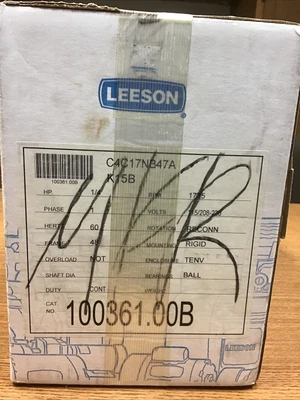 LEESON
C4C17NB47A
K15B
100361.00B
HP 1/4 RPM 1725
PHASE 1 VOLTS 115/208-230
HERTZ 60 ROTATION RECONN
FRAME 48 MOUNTING RIGID
OVERLOAD NOT ENCLOSURE TENV
SHAFT DIA BEARINGS BALL
DUTY CONT WEIGHT
CAT NO 100361.00B
LEESON